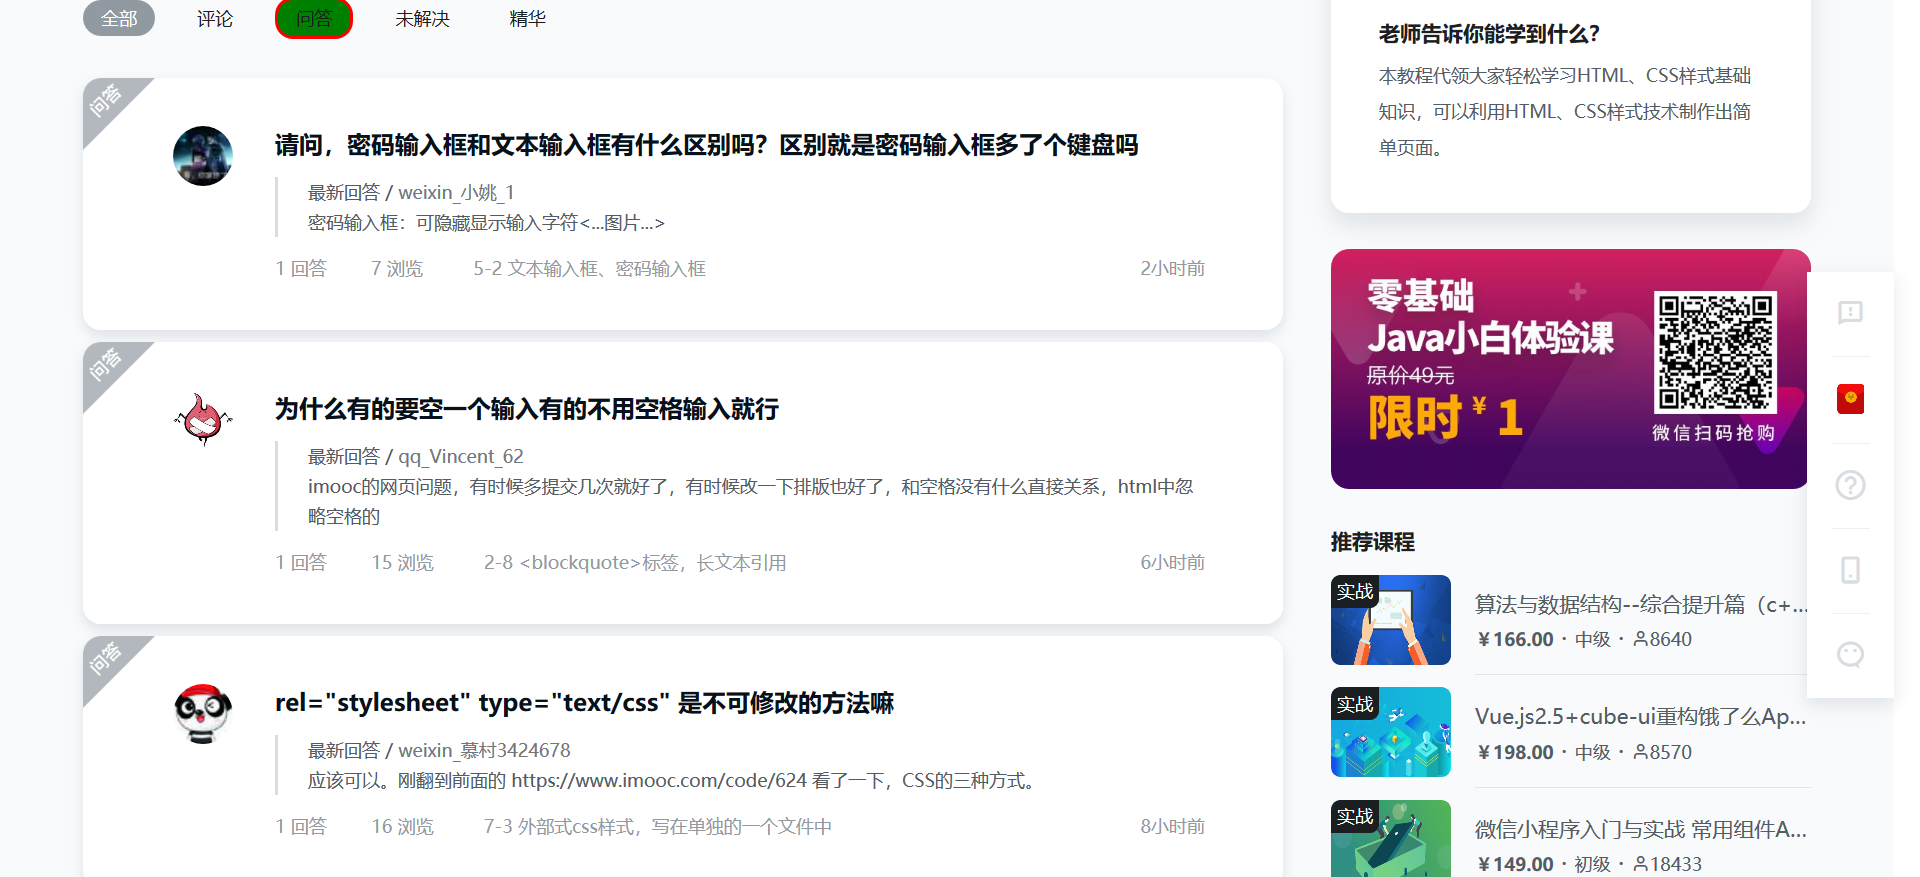 全部
评论
问答
未解决
精华
问答
请问，密码输入框和文本输入框有什么区别吗？区别就是密码输入框多了个键盘吗
最新回答 / weixin_小姚_1
密码输入框：可隐藏显示输入字符<...图片...>
1 回答
7 浏览
5-2 文本输入框、密码输入框
2小时前
问答
为什么有的要空一个输入有的不用空格输入就行
最新回答 / qq_Vincent_62
imooc的网页问题，有时候多提交几次就好了，有时候改一下排版也好了，和空格没有什么直接关系，html中忽
略空格的
1 回答
15 浏览
2-8 <blockquote>标签，长文本引用
6小时前
问答
rel="stylesheet" type="text/css" 是不可修改的方法嘛
最新回答 / weixin_慕村3424678
应该可以。刚翻到前面的 https://www.imooc.com/code/624 看了一下，CSS的三种方式。
1 回答
16 浏览
7-3 外部式css样式，写在单独的一个文件中
8小时前
老师告诉你能学到什么？
本教程代领大家轻松学习HTML、CSS样式基础
知识，可以利用HTML、CSS样式技术制作出简
单页面。
零基础
Java小白体验课
原价49元
限时¥1
微信扫码抢购
推荐课程
实战
算法与数据结构--综合提升篇（c+...
￥166.00 · 中级 · 8640
实战
Vue.js2.5+cube-ui重构饿了么Ap...
￥198.00 · 中级 · 8570
实战
微信小程序入门与实战 常用组件A...
￥149.00 · 初级 · 18433